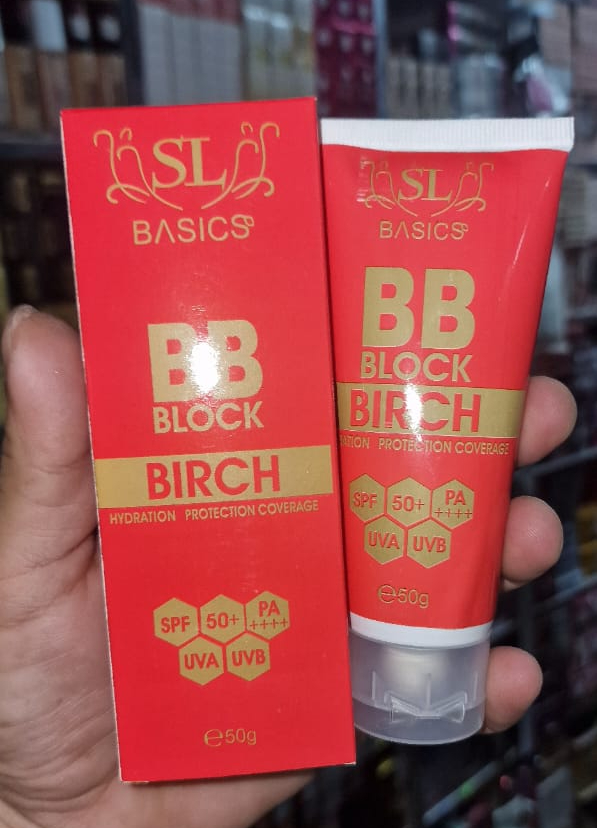 SL
BASICS
BB
BLOCK
BIRCH
HYDRATION PROTECTION COVERAGE
SPF 50+ PA ++++
UVA UVB
℮50g
SL
BASICS
BB
BLOCK
BIRCH
PROTECTION COVERAGE
SPF 50+ PA ++++
UVA UVB
℮50g